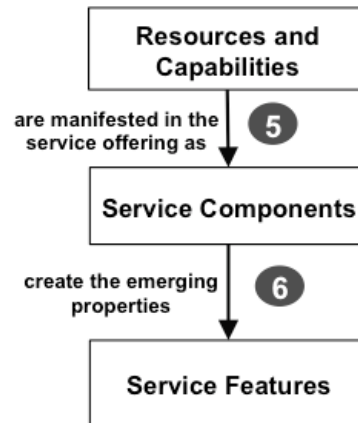 Resources and
Capabilities
are manifested in the
service offering as
5
Service Components
create the emerging
properties
6
Service Features